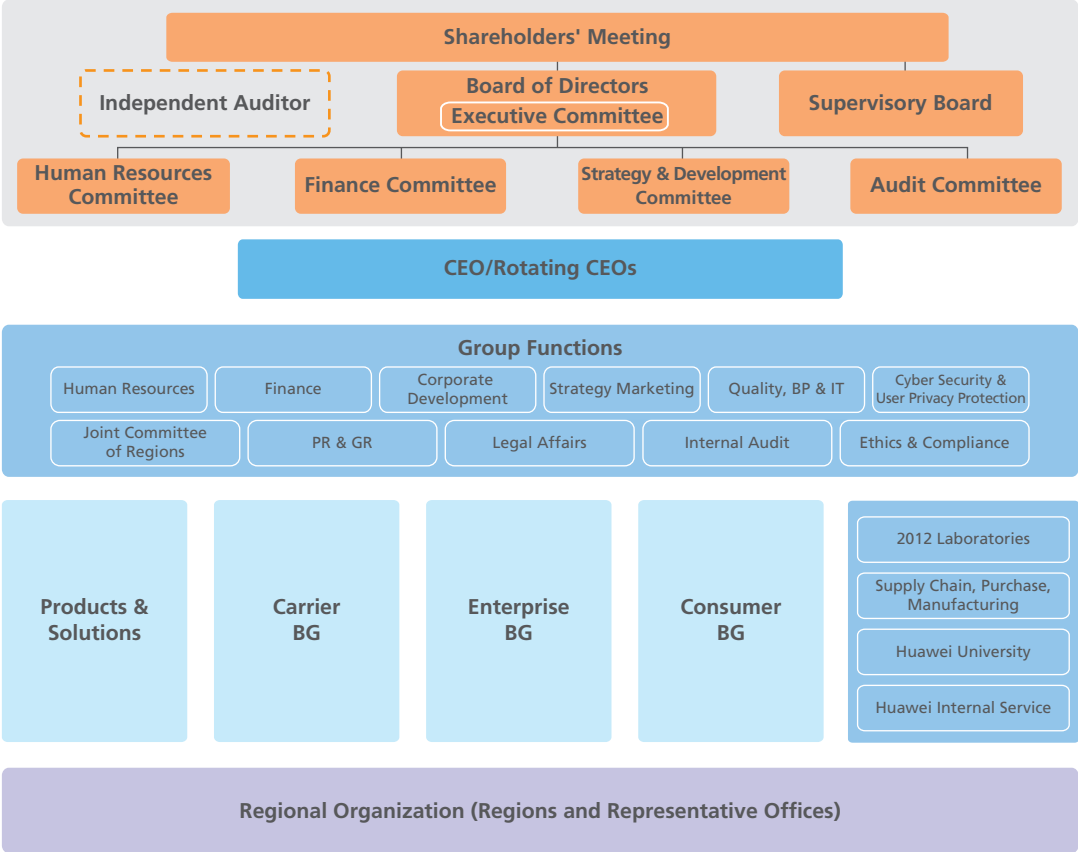 Shareholders' Meeting
Independent Auditor
Board of Directors
Executive Committee
Supervisory Board
Human Resources
Committee
Finance Committee
Strategy & Development
Committee
Audit Committee
CEO/Rotating CEOs
Group Functions
Human Resources
Finance
Corporate
Development
Strategy Marketing
Quality, BP & IT
Cyber Security &
User Privacy Protection
Joint Committee
of Regions
PR & GR
Legal Affairs
Internal Audit
Ethics & Compliance
Products &
Solutions
Carrier
BG
Enterprise
BG
Consumer
BG
2012 Laboratories
Supply Chain, Purchase,
Manufacturing
Huawei University
Huawei Internal Service
Regional Organization (Regions and Representative Offices)